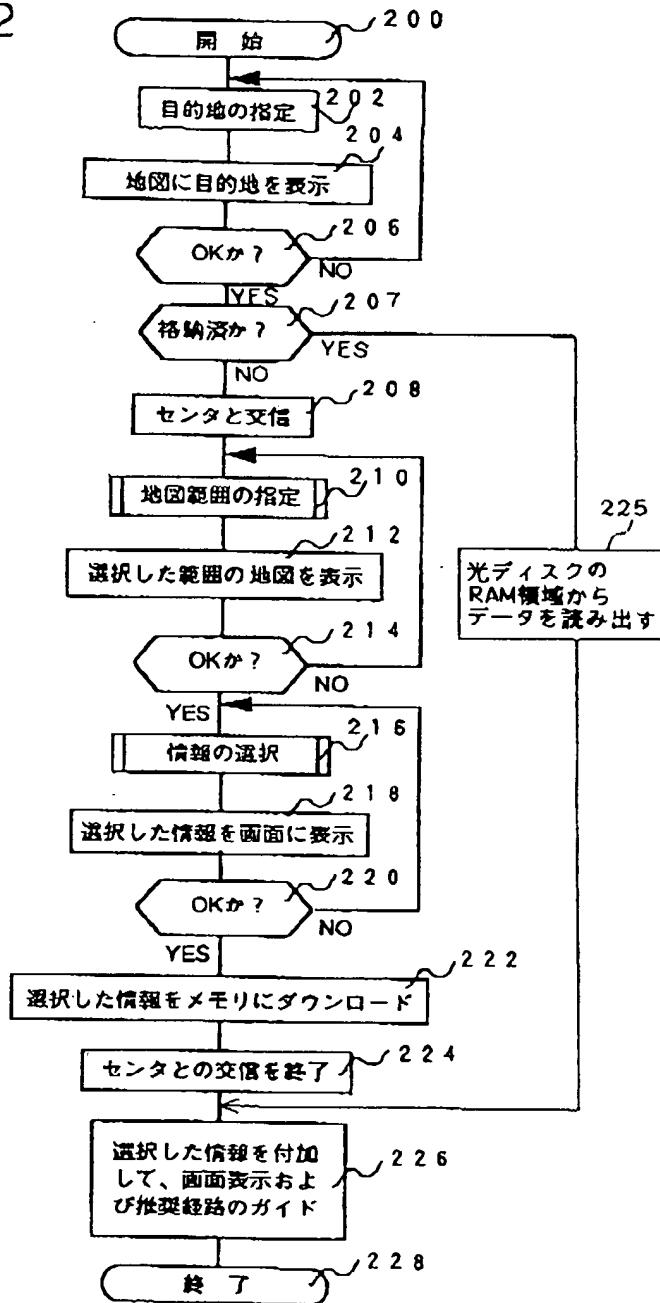 2
200
開始
202
目的地の指定
204
地図に目的地を表示
206
OKか?
NO
YES
207
格納済か?
YES
NO
208
センタと交信
210
地図範囲の指定
212
選択した範囲の地図を表示
214
OKか?
NO
YES
216
情報の選択
218
選択した情報を画面に表示
220
OKか?
NO
YES
222
選択した情報をメモリにダウンロード
224
センタとの交信を終了
225
光ディスクの
RAM領域から
データを読み出す
選択した情報を付加
して、画面表示およ
び推奨経路のガイド
226
228
終了